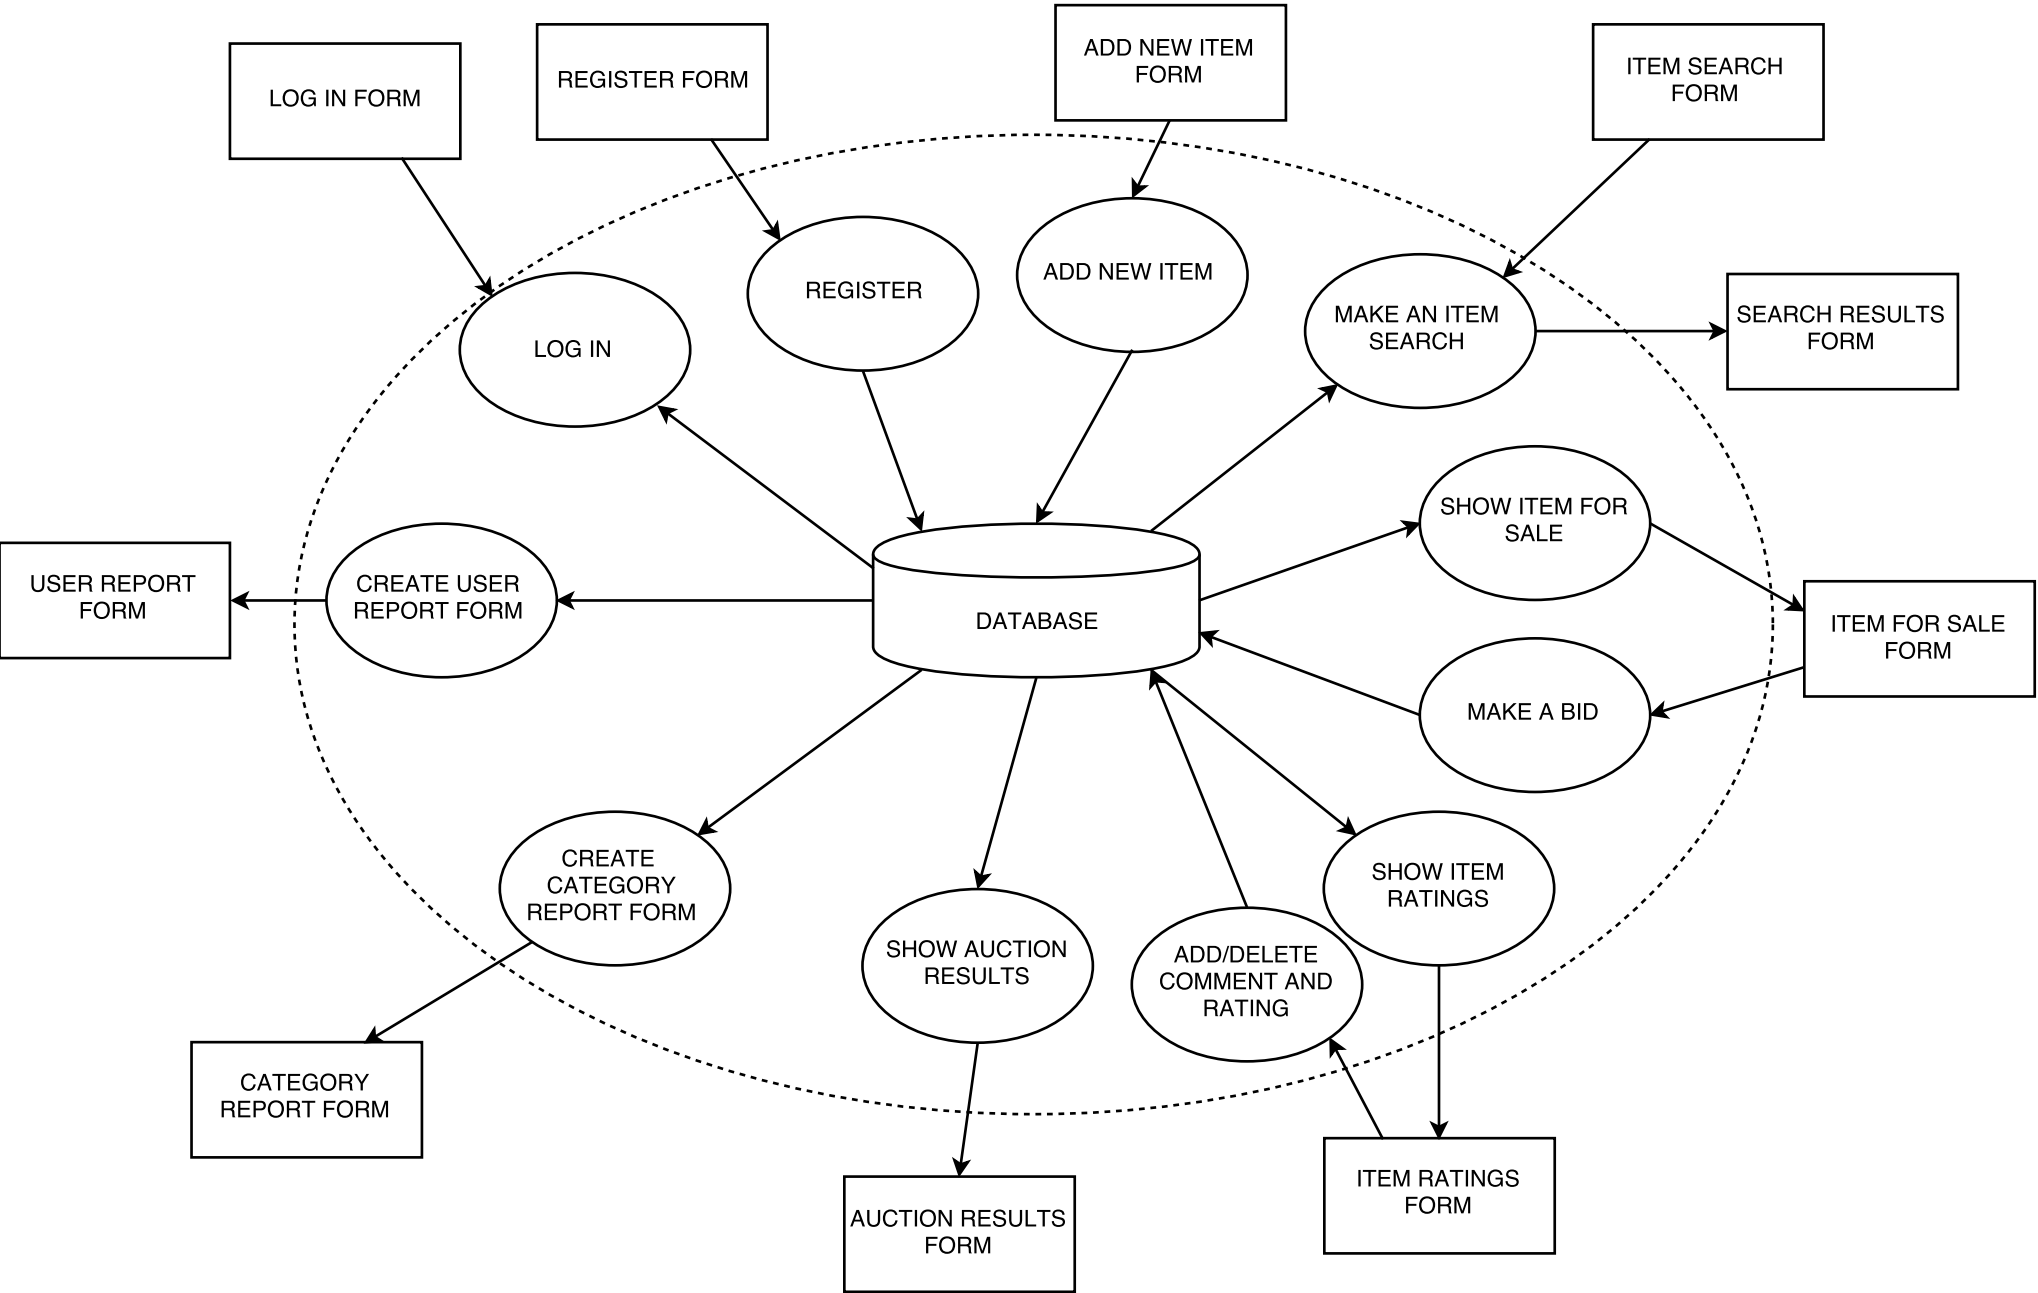 LOG IN FORM
REGISTER FORM
ADD NEW ITEM
FORM
ITEM SEARCH
FORM
LOG IN
REGISTER
ADD NEW ITEM
MAKE AN ITEM
SEARCH
SEARCH RESULTS
FORM
SHOW ITEM FOR
SALE
USER REPORT
FORM
CREATE USER
REPORT FORM
DATABASE
ITEM FOR SALE
FORM
MAKE A BID
CREATE
CATEGORY
REPORT FORM
SHOW AUCTION
RESULTS
ADD/DELETE
COMMENT AND
RATING
SHOW ITEM
RATINGS
CATEGORY
REPORT FORM
AUCTION RESULTS
FORM
ITEM RATINGS
FORM